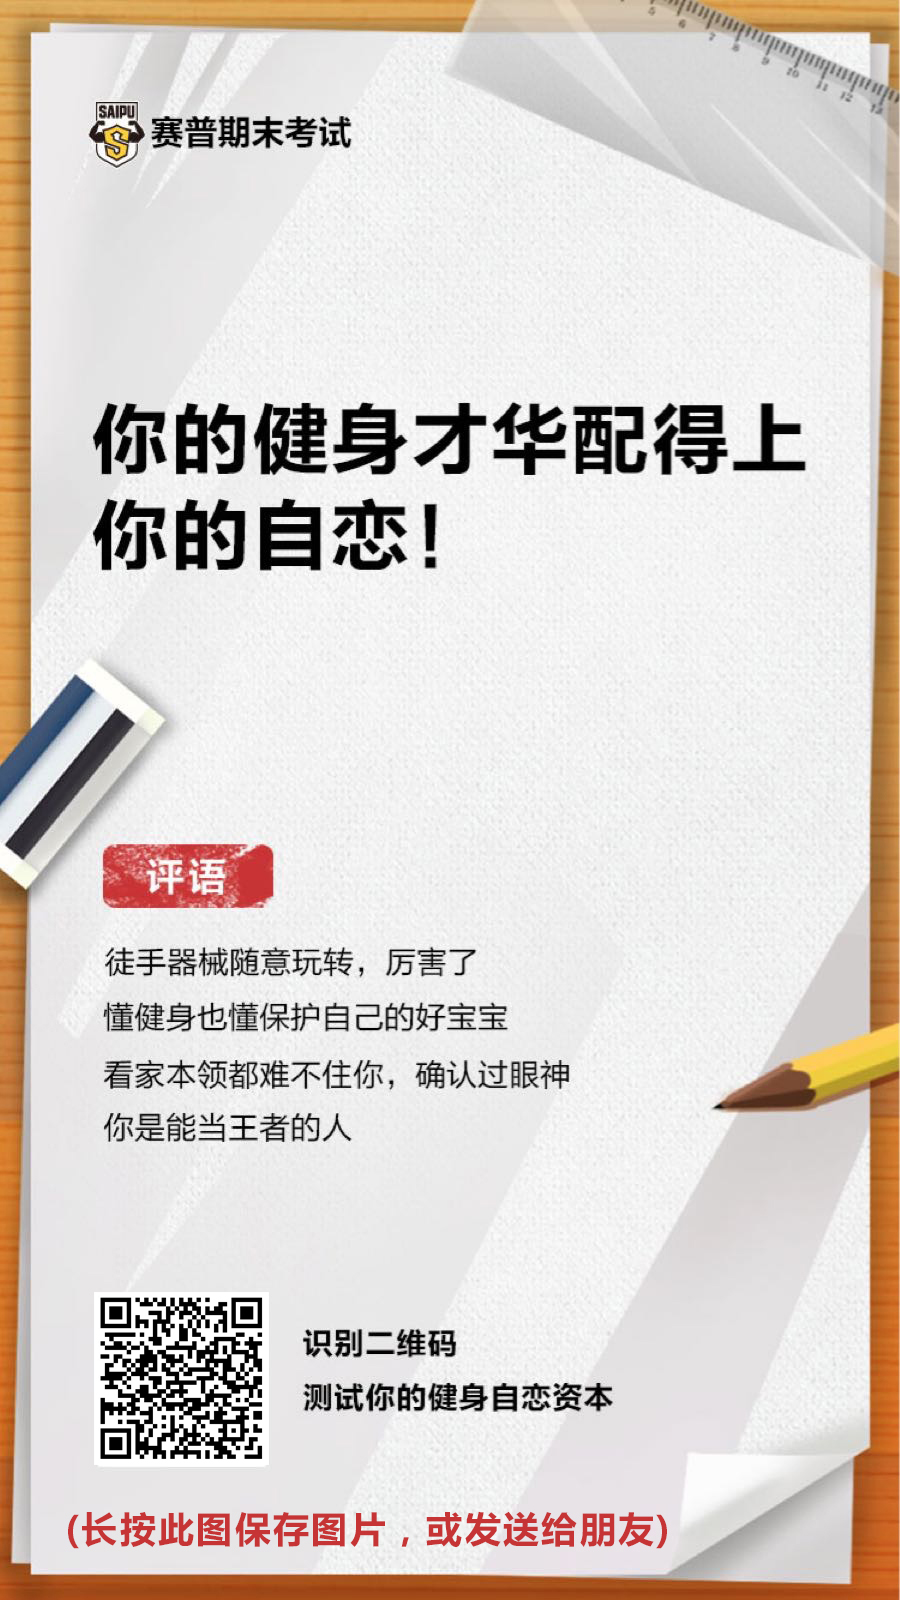 5 6 7 8 9 10 11 12 13
SAIPU
S
赛普期末考试
你的健身才华配得上
你的自恋！
评语
徒手器械随意玩转，厉害了
懂健身也懂保护自己的好宝宝
看家本领都难不住你，确认过眼神
你是能当王者的人
识别二维码
测试你的健身自恋资本
(长按此图保存图片，或发送给朋友)